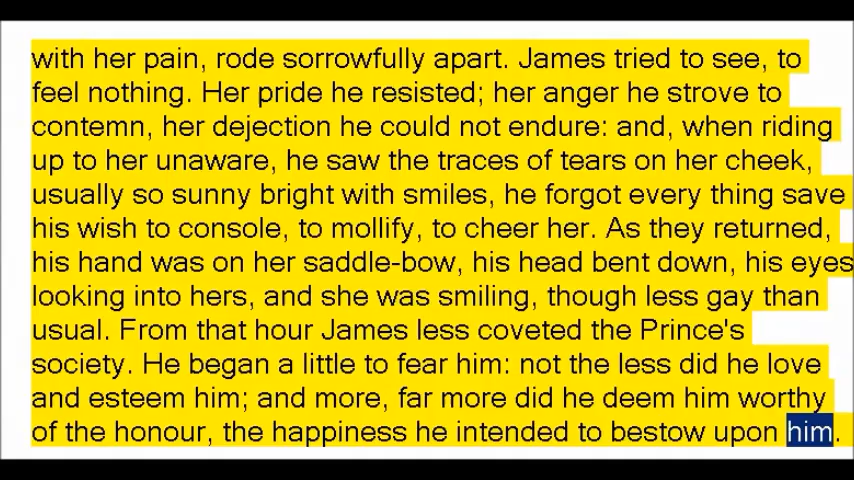 with her pain, rode sorrowfully apart. James tried to see, to
feel nothing. Her pride he resisted; her anger he strove to
contemn, her dejection he could not endure: and, when riding
up to her unaware, he saw the traces of tears on her cheek,
usually so sunny bright with smiles, he forgot every thing save
his wish to console, to mollify, to cheer her. As they returned,
his hand was on her saddle-bow, his head bent down, his eyes
looking into hers, and she was smiling, though less gay than
usual. From that hour James less coveted the Prince's
society. He began a little to fear him: not the less did he love
and esteem him; and more, far more did he deem him worthy
of the honour, the happiness he intended to bestow upon him.